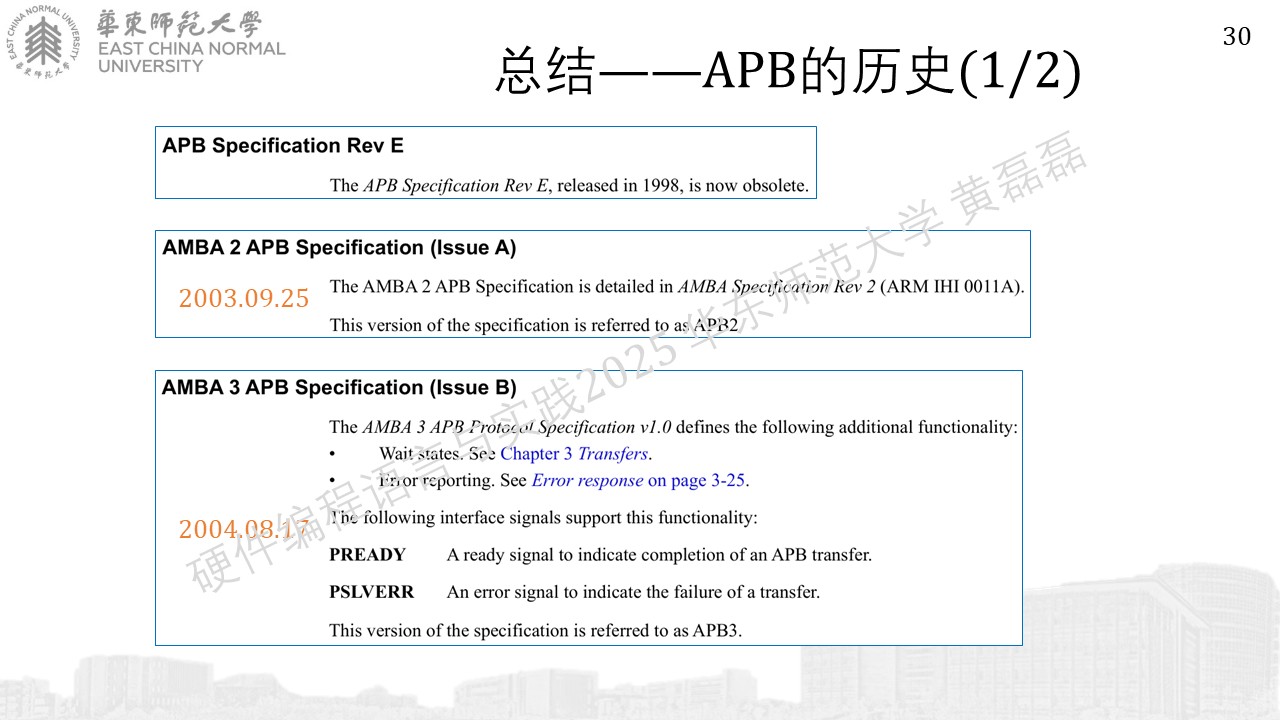 華東師范大學
EAST CHINA NORMAL
UNIVERSITY
30
总结——APB的历史(1/2)
APB Specification Rev E
The APB Specification Rev E, released in 1998, is now obsolete.
AMBA 2 APB Specification (Issue A)
2003.09.25
The AMBA 2 APB Specification is detailed in AMBA Specification Rev 2 (ARM IHI 0011A).
This version of the specification is referred to as APB2
AMBA 3 APB Specification (Issue B)
The AMBA 3 APB Protocol Specification v1.0 defines the following additional functionality:
• Wait states. See Chapter 3 Transfers.
• Error reporting. See Error response on page 3-25.
2004.08.17
The following interface signals support this functionality:
PREADY A ready signal to indicate completion of an APB transfer.
PSLVERR An error signal to indicate the failure of a transfer.
This version of the specification is referred to as APB3.
硬件编程语言与实践2025 华东师范大学 黄磊磊
EAST CHINA NORMAL UNIVERSITY
華東師范大學